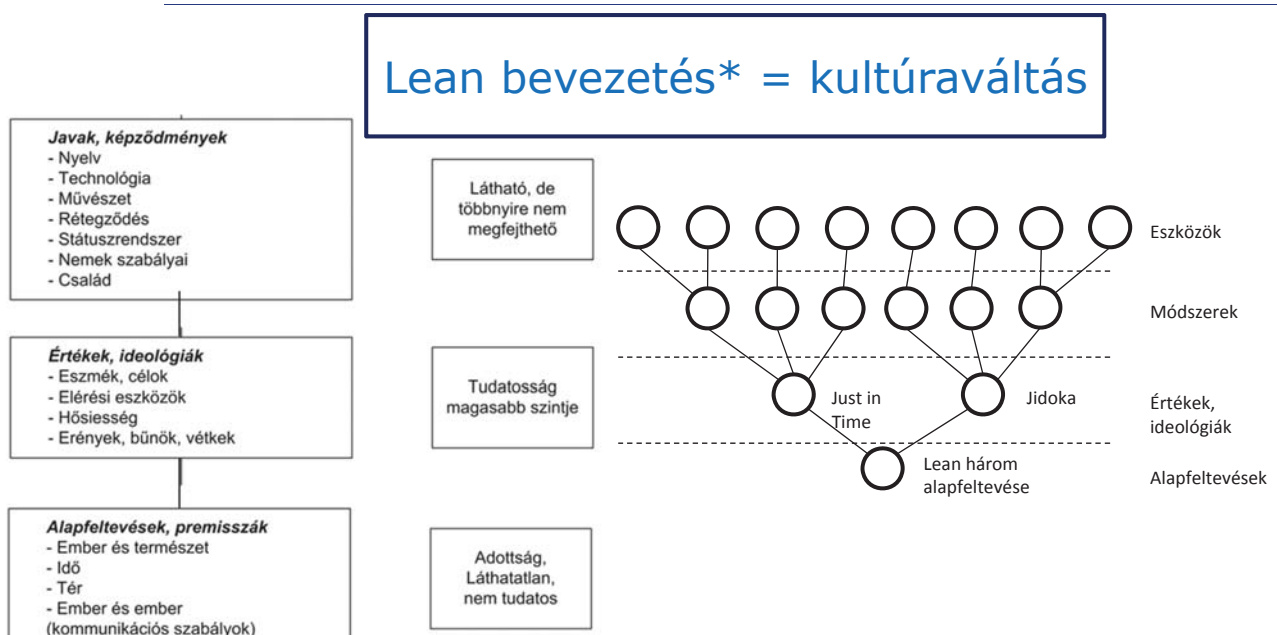 Lean bevezetés* = kultúraváltás
Javak, képződmények
- Nyelv
- Technológia
- Művészet
- Rétegződés
- Státuszrendszer
- Nemek szabályai
- Család
Látható, de
többnyire nem
megfejthető
Értékek, ideológiák
- Eszmék, célok
- Elérési eszközök
- Hősiesség
- Erények, bűnök, vétkek
Tudatosság
magasabb szintje
Alapfeltevések, premisszák
- Ember és természet
- Idő
- Tér
- Ember és ember
(kommunikációs szabályok)
Adottság,
Láthatatlan,
nem tudatos
Eszközök
Módszerek
Just in
Time
Jidoka
Értékek,
ideológiák
Lean három
alapfeltevése
Alapfeltevések